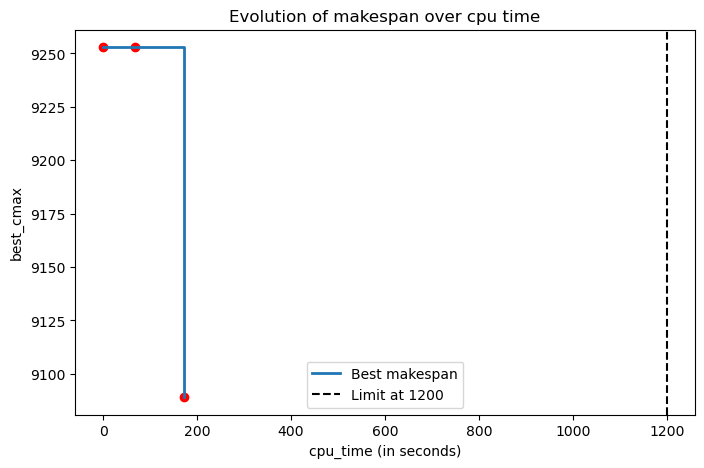 Evolution of makespan over cpu time
best_cmax
9250
9225
9200
9175
9150
9125
9100
0
200
400
600
800
1000
1200
cpu_time (in seconds)
Best makespan
Limit at 1200